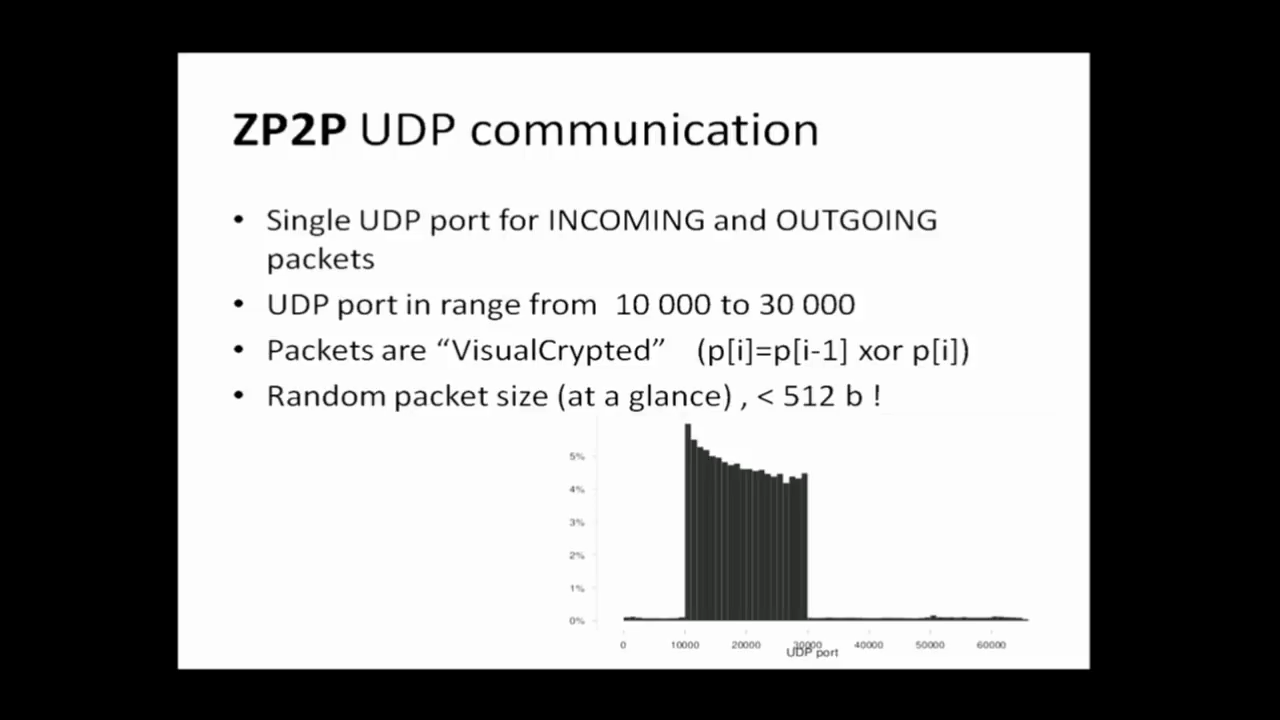 ZP2P UDP communication
• Single UDP port for INCOMING and OUTGOING
packets
• UDP port in range from 10 000 to 30 000
• Packets are “VisualCrypted” (p[i]=p[i-1] xor p[i])
• Random packet size (at a glance) , < 512 b !
5%
4%
3%
2%
1%
0%
0 10000 20000 30000 40000 50000 60000
UDP port